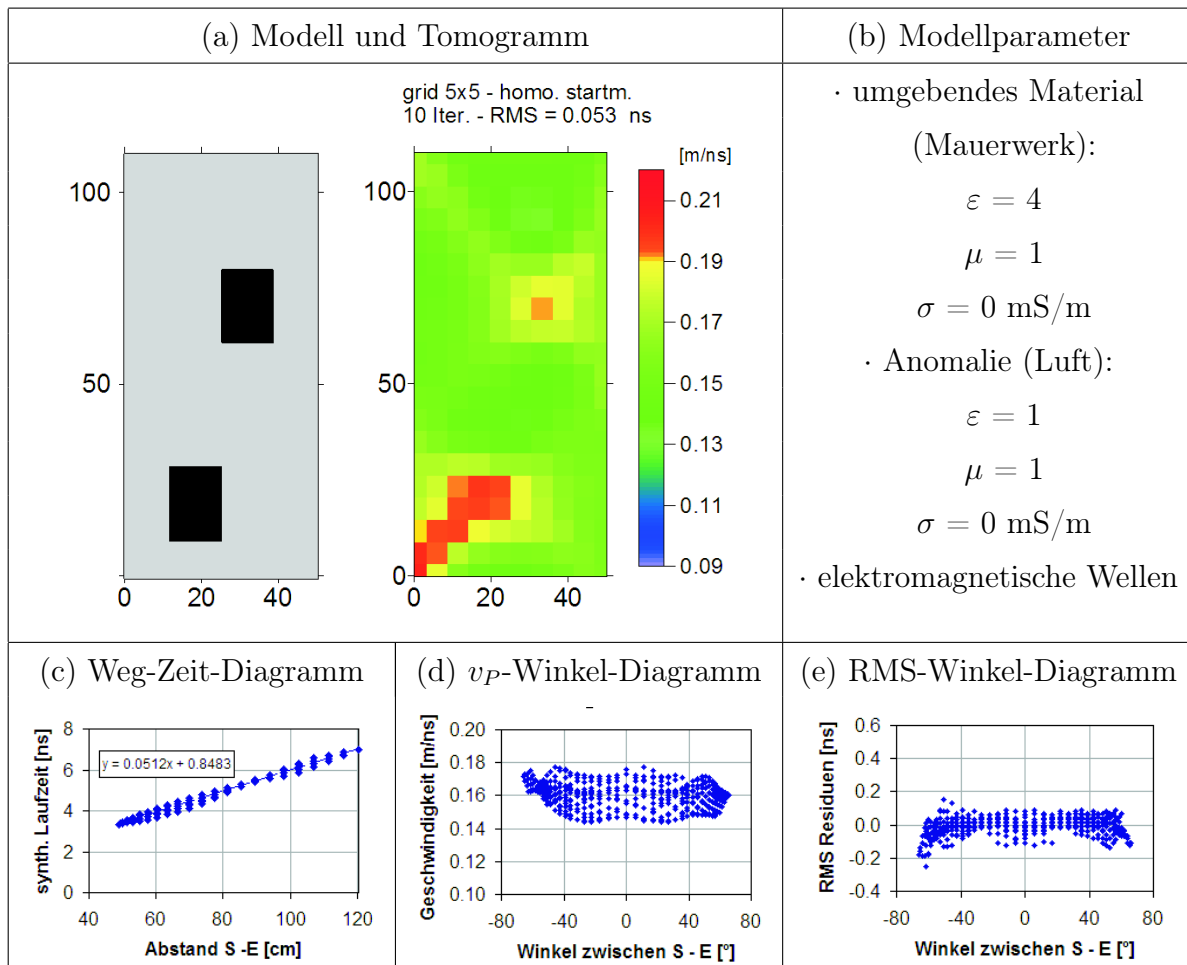 (a) Modell und Tomogramm
(b) Modellparameter
grid 5x5 - homo. startm.
10 Iter. - RMS = 0.053 ns
[m/ns]
100
50
0 20 40
100
50
0
0 20 40
0.21
0.19
0.17
0.15
0.13
0.11
0.09
· umgebendes Material
(Mauerwerk):
ε = 4
μ = 1
σ = 0 mS/m
· Anomalie (Luft):
ε = 1
μ = 1
σ = 0 mS/m
· elektromagnetische Wellen
(c) Weg-Zeit-Diagramm
synth. Laufzeit [ns]
8
6
4
2
0
y = 0.0512x + 0.8483
40 60 80 100 120
Abstand S -E [cm]
(d) vP-Winkel-Diagramm
Geschwindigkeit [m/ns]
0.20
0.18
0.16
0.14
0.12
0.10
-80 -40 0 40 80
Winkel zwischen S - E [°]
(e) RMS-Winkel-Diagramm
RMS Residuen [ns]
0.6
0.4
0.2
0.0
-0.2
-0.4
-80 -40 0 40 80
Winkel zwischen S - E [°]